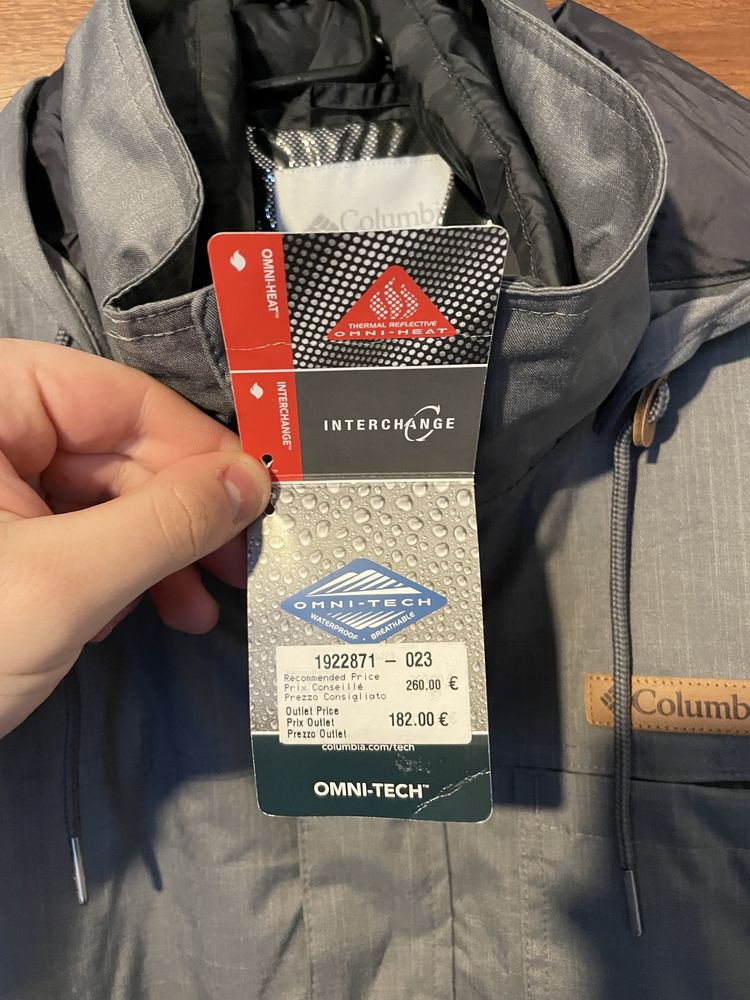 Columbia
OMNI-HEAT™
THERMAL REFLECTIVE
OMNI-HEAT
INTERCHANGE™
INTERCHANGE
OMNI-TECH
WATERPROOF • BREATHABLE
1922871 - 023
Recommended Price
Prix Conseillé 260.00 €
Prezzo Consigliato
Outlet Price
Prix Outlet 182.00 €
Prezzo Outlet
Columb
columbia.com/tech
OMNI-TECH™